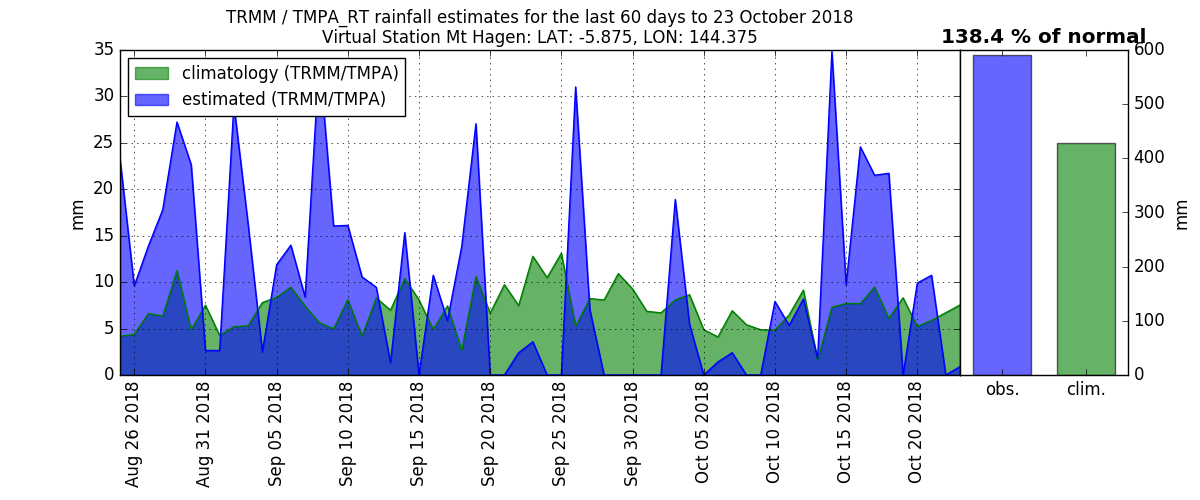 TRMM / TMPA_RT rainfall estimates for the last 60 days to 23 October 2018
Virtual Station Mt Hagen: LAT: -5.875, LON: 144.375
138.4 % of normal
climatology (TRMM/TMPA)
estimated (TRMM/TMPA)
mm
35
30
25
20
15
10
5
0
Aug 26 2018
Aug 31 2018
Sep 05 2018
Sep 10 2018
Sep 15 2018
Sep 20 2018
Sep 25 2018
Sep 30 2018
Oct 05 2018
Oct 10 2018
Oct 15 2018
Oct 20 2018
600
500
400
300
200
100
0
mm
obs.
clim.